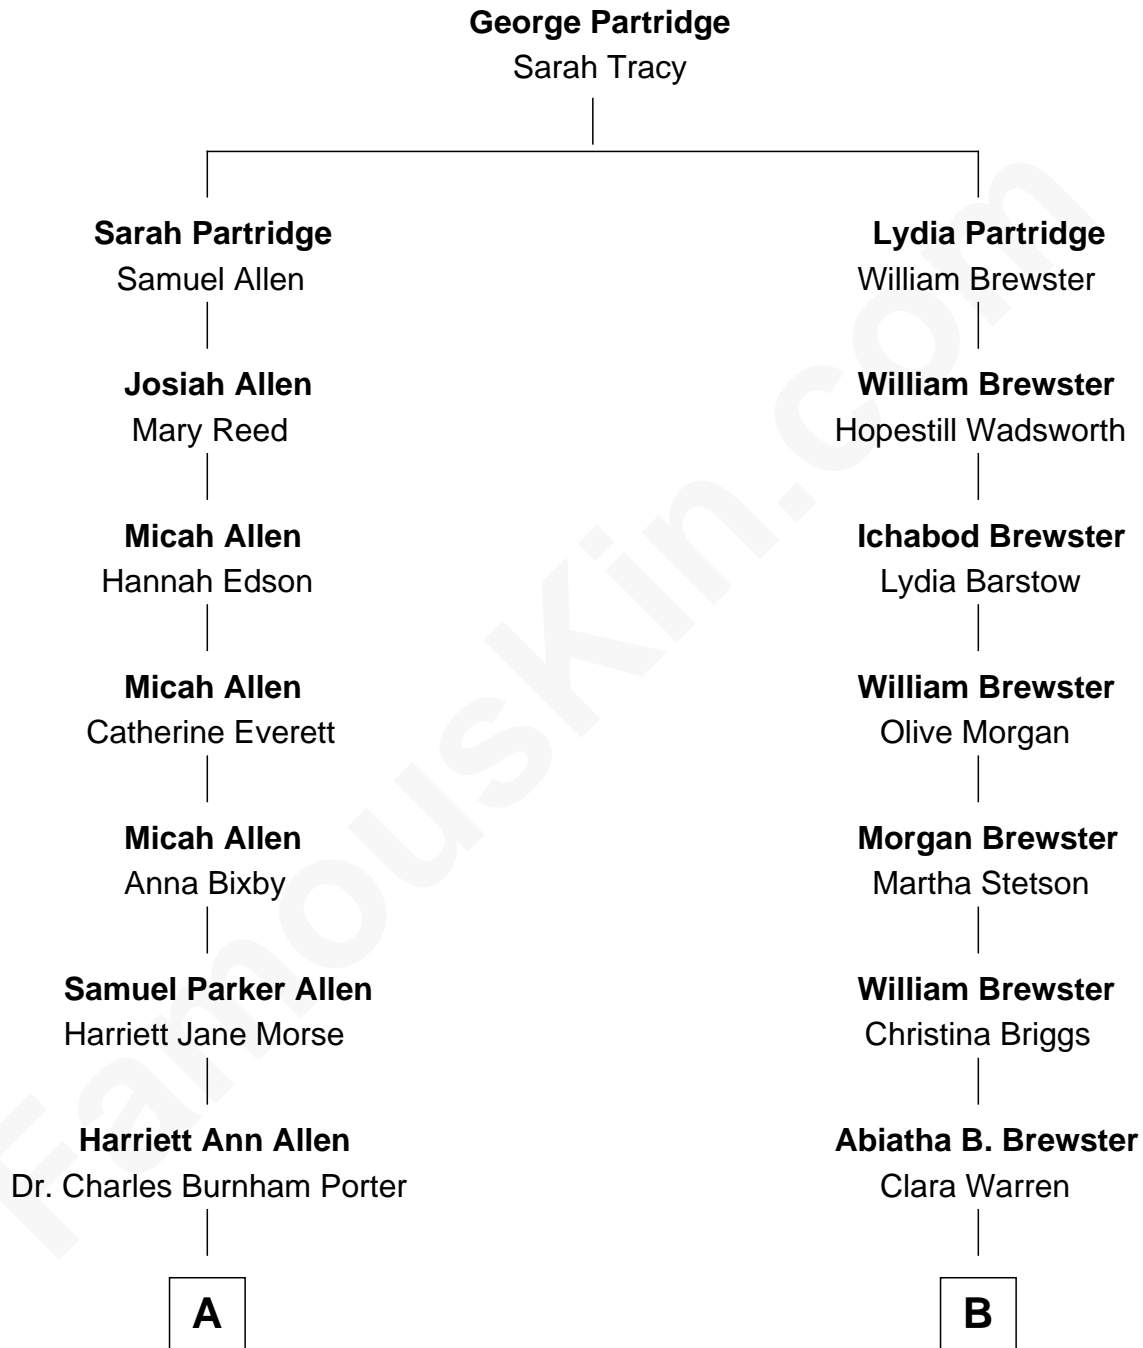 George Partridge
Sarah Tracy
Sarah Partridge
Samuel Allen
Lydia Partridge
William Brewster
Josiah Allen
Mary Reed
William Brewster
Hopestill Wadsworth
Micah Allen
Hannah Edson
Ichabod Brewster
Lydia Barstow
Micah Allen
Catherine Everett
William Brewster
Olive Morgan
Micah Allen
Anna Bixby
Morgan Brewster
Martha Stetson
Samuel Parker Allen
Harriett Jane Morse
William Brewster
Christina Briggs
Harriett Ann Allen
Dr. Charles Burnham Porter
Abiatha B. Brewster
Clara Warren
A
B
FamousKin.com